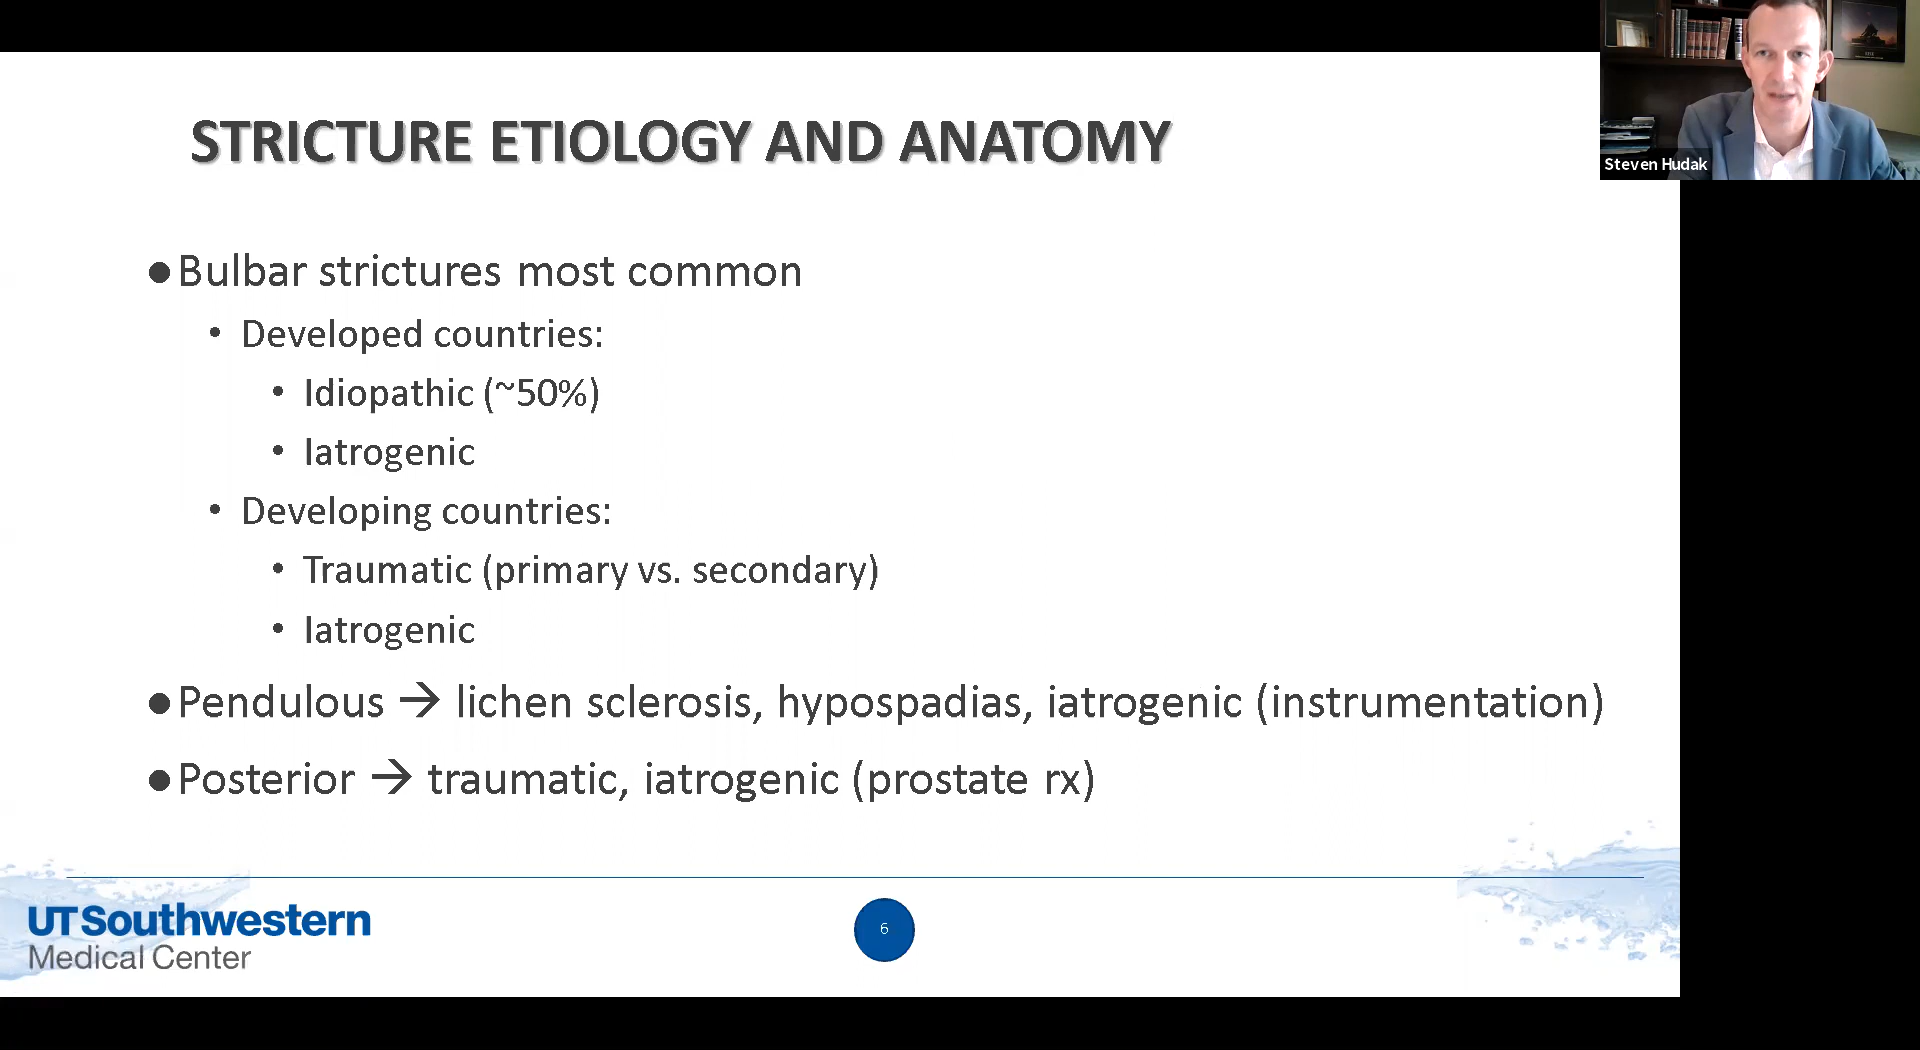 STRICTURE ETIOLOGY AND ANATOMY
Steven Hudak
●Bulbar strictures most common
• Developed countries:
• Idiopathic (~50%)
• Iatrogenic
• Developing countries:
• Traumatic (primary vs. secondary)
• Iatrogenic
●Pendulous → lichen sclerosis, hypospadias, iatrogenic (instrumentation)
●Posterior → traumatic, iatrogenic (prostate rx)
UTSouthwestern
Medical Center
6